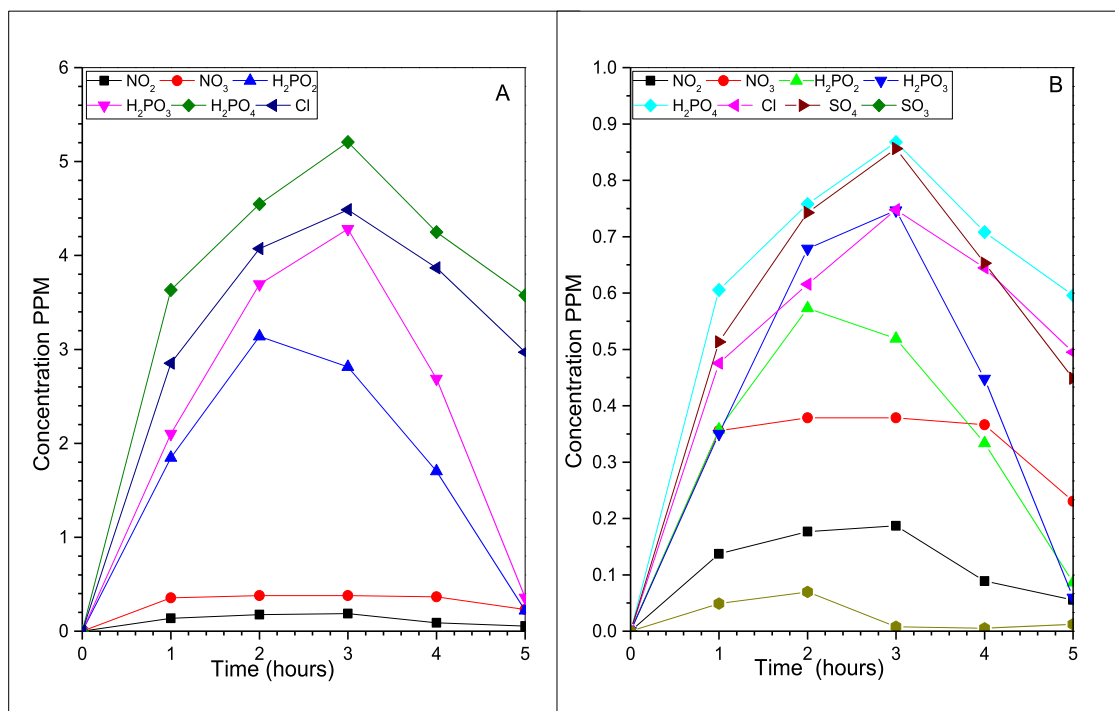 A
NO₂ NO₃ H₂PO₂
H₂PO₃ H₂PO₄ Cl
6
5
4
3
2
1
0
Concentration PPM
0 1 2 3 4 5
Time (hours)
B
NO₂ NO₃ H₂PO₂ H₂PO₃
H₂PO₄ Cl SO₄ SO₃
1.0
0.9
0.8
0.7
0.6
0.5
0.4
0.3
0.2
0.1
0.0
Concentration PPM
0 1 2 3 4 5
Time (hours)